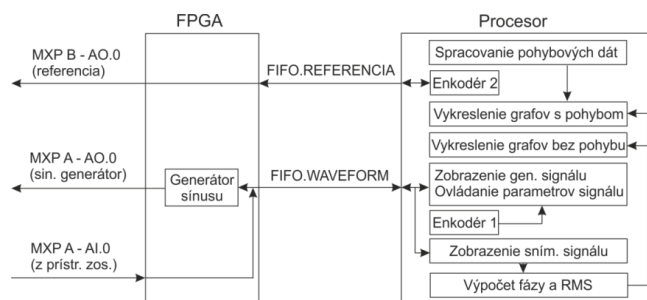 FPGA
Procesor
MXP B - AO.0
(referencia)
FIFO.REFERENCIA
Spracovanie pohybových dát
Enkodér 2
Vykreslenie grafov s pohybom
Vykreslenie grafov bez pohybu
MXP A - AO.0
(sin. generátor)
Generátor
sínusu
FIFO.WAVEFORM
Zobrazenie gen. signálu
Ovládanie parametrov signálu
Enkodér 1
MXP A - AI.0
(z prístr. zos.)
Zobrazenie sním. signálu
Výpočet fázy a RMS